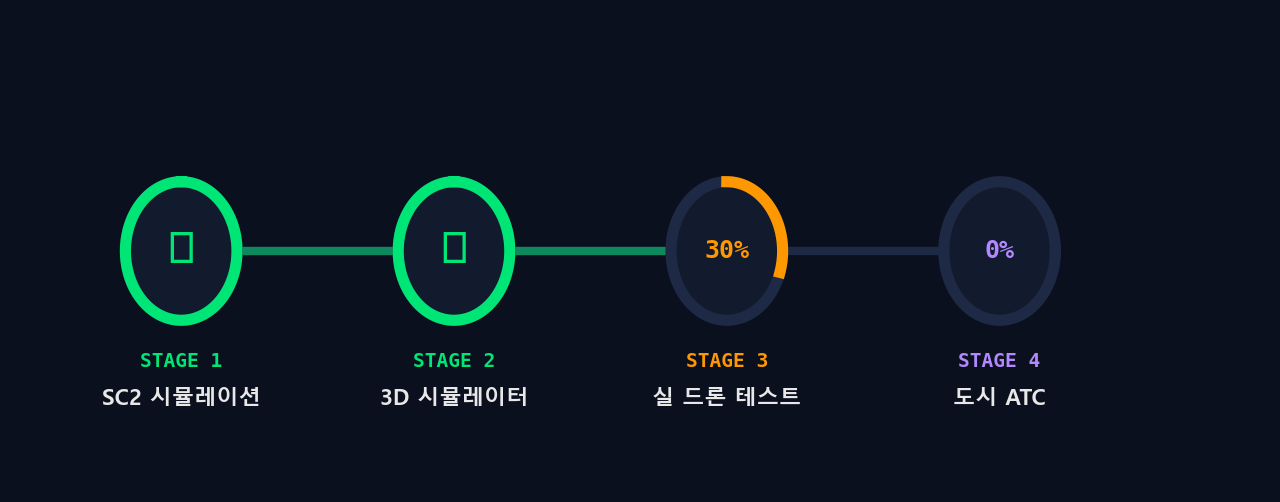 30%
0%
STAGE 1
STAGE 2
STAGE 3
STAGE 4
SC2 시뮬레이션
3D 시뮬레이터
실 드론 테스트
도시 ATC